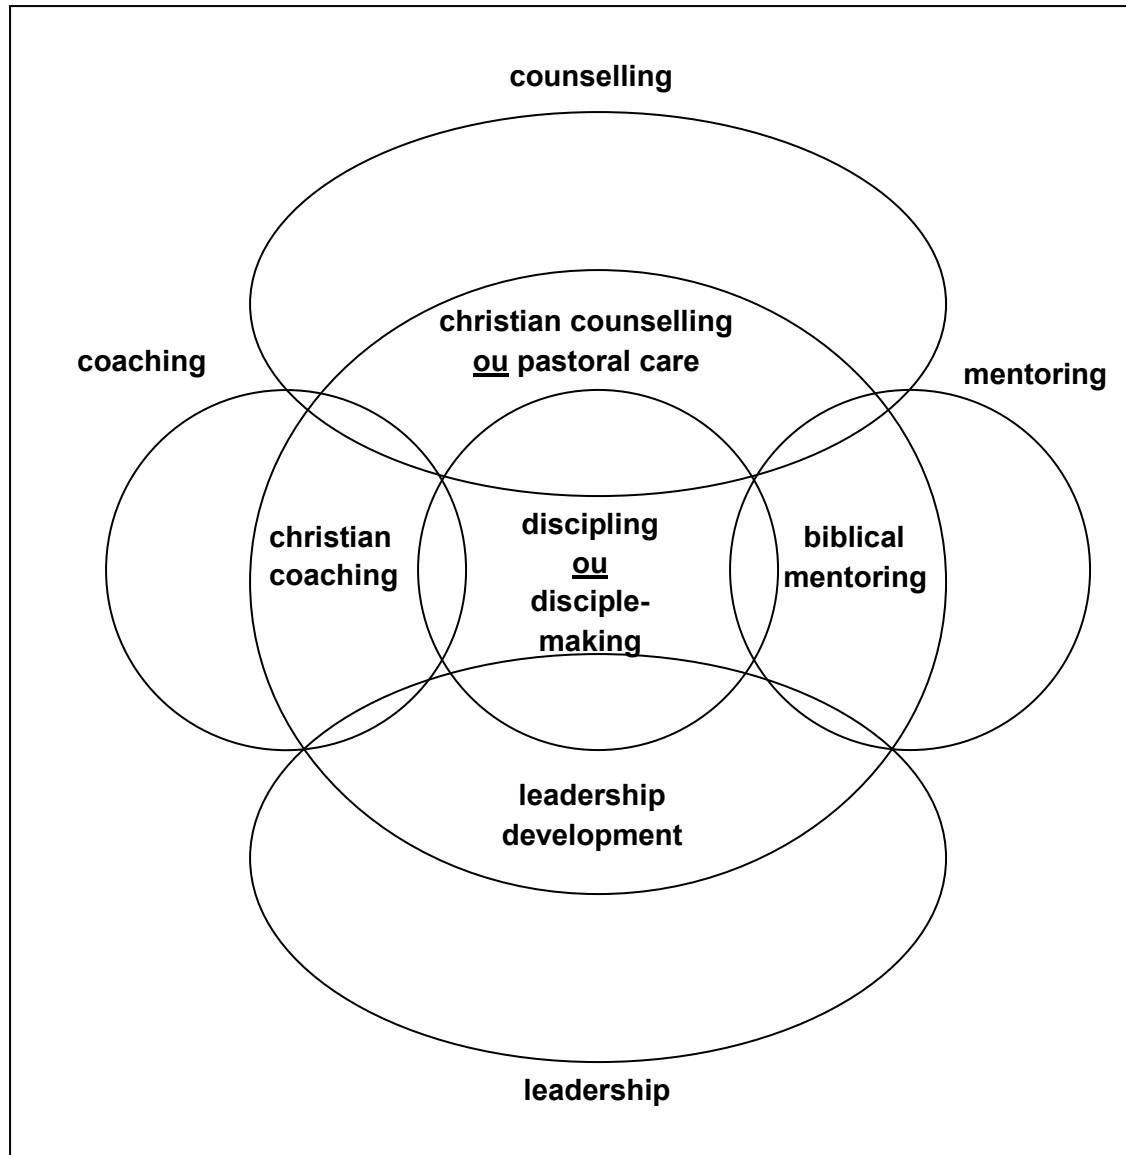 counselling
christian counselling
ou pastoral care
coaching
mentoring
christian
coaching
discipling
ou
disciple-
making
biblical
mentoring
leadership
development
leadership